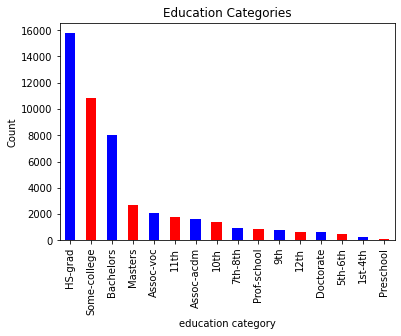 Education Categories
Count
16000
14000
12000
10000
8000
6000
4000
2000
0
HS-grad
Some-college
Bachelors
Masters
Assoc-voc
11th
Assoc-acdm
10th
7th-8th
Prof-school
9th
12th
Doctorate
5th-6th
1st-4th
Preschool
education category